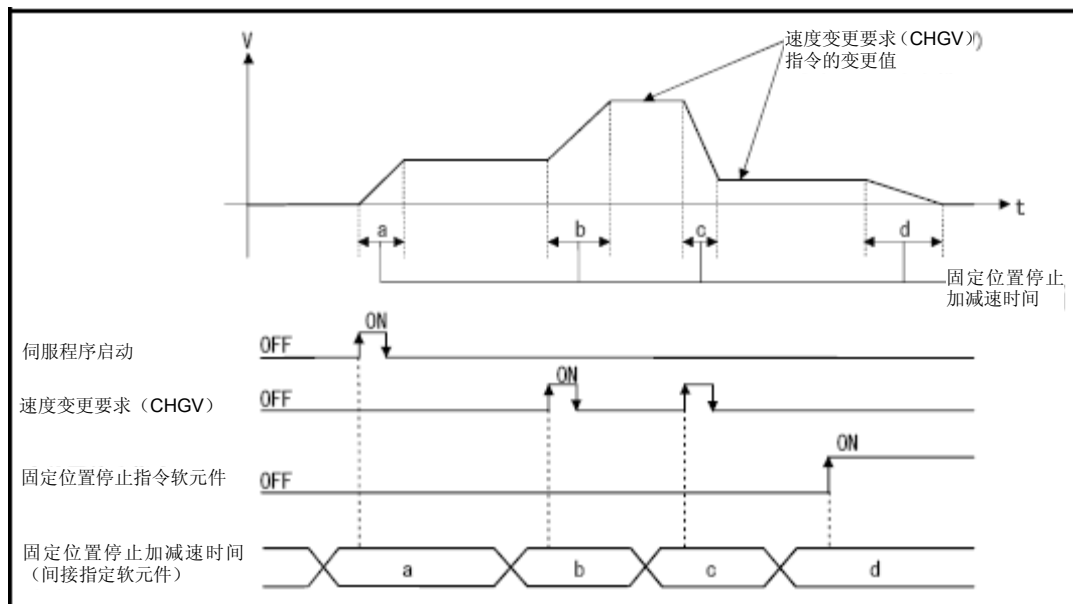 V
速度变更要求（CHGV）)
指令的变更值
t
a
b
c
d
固定位置停止
加减速时间
伺服程序启动
OFF
ON
速度变更要求（CHGV）
OFF
ON
固定位置停止指令软元件
OFF
ON
固定位置停止加减速时间
（间接指定软元件）
a
b
c
d